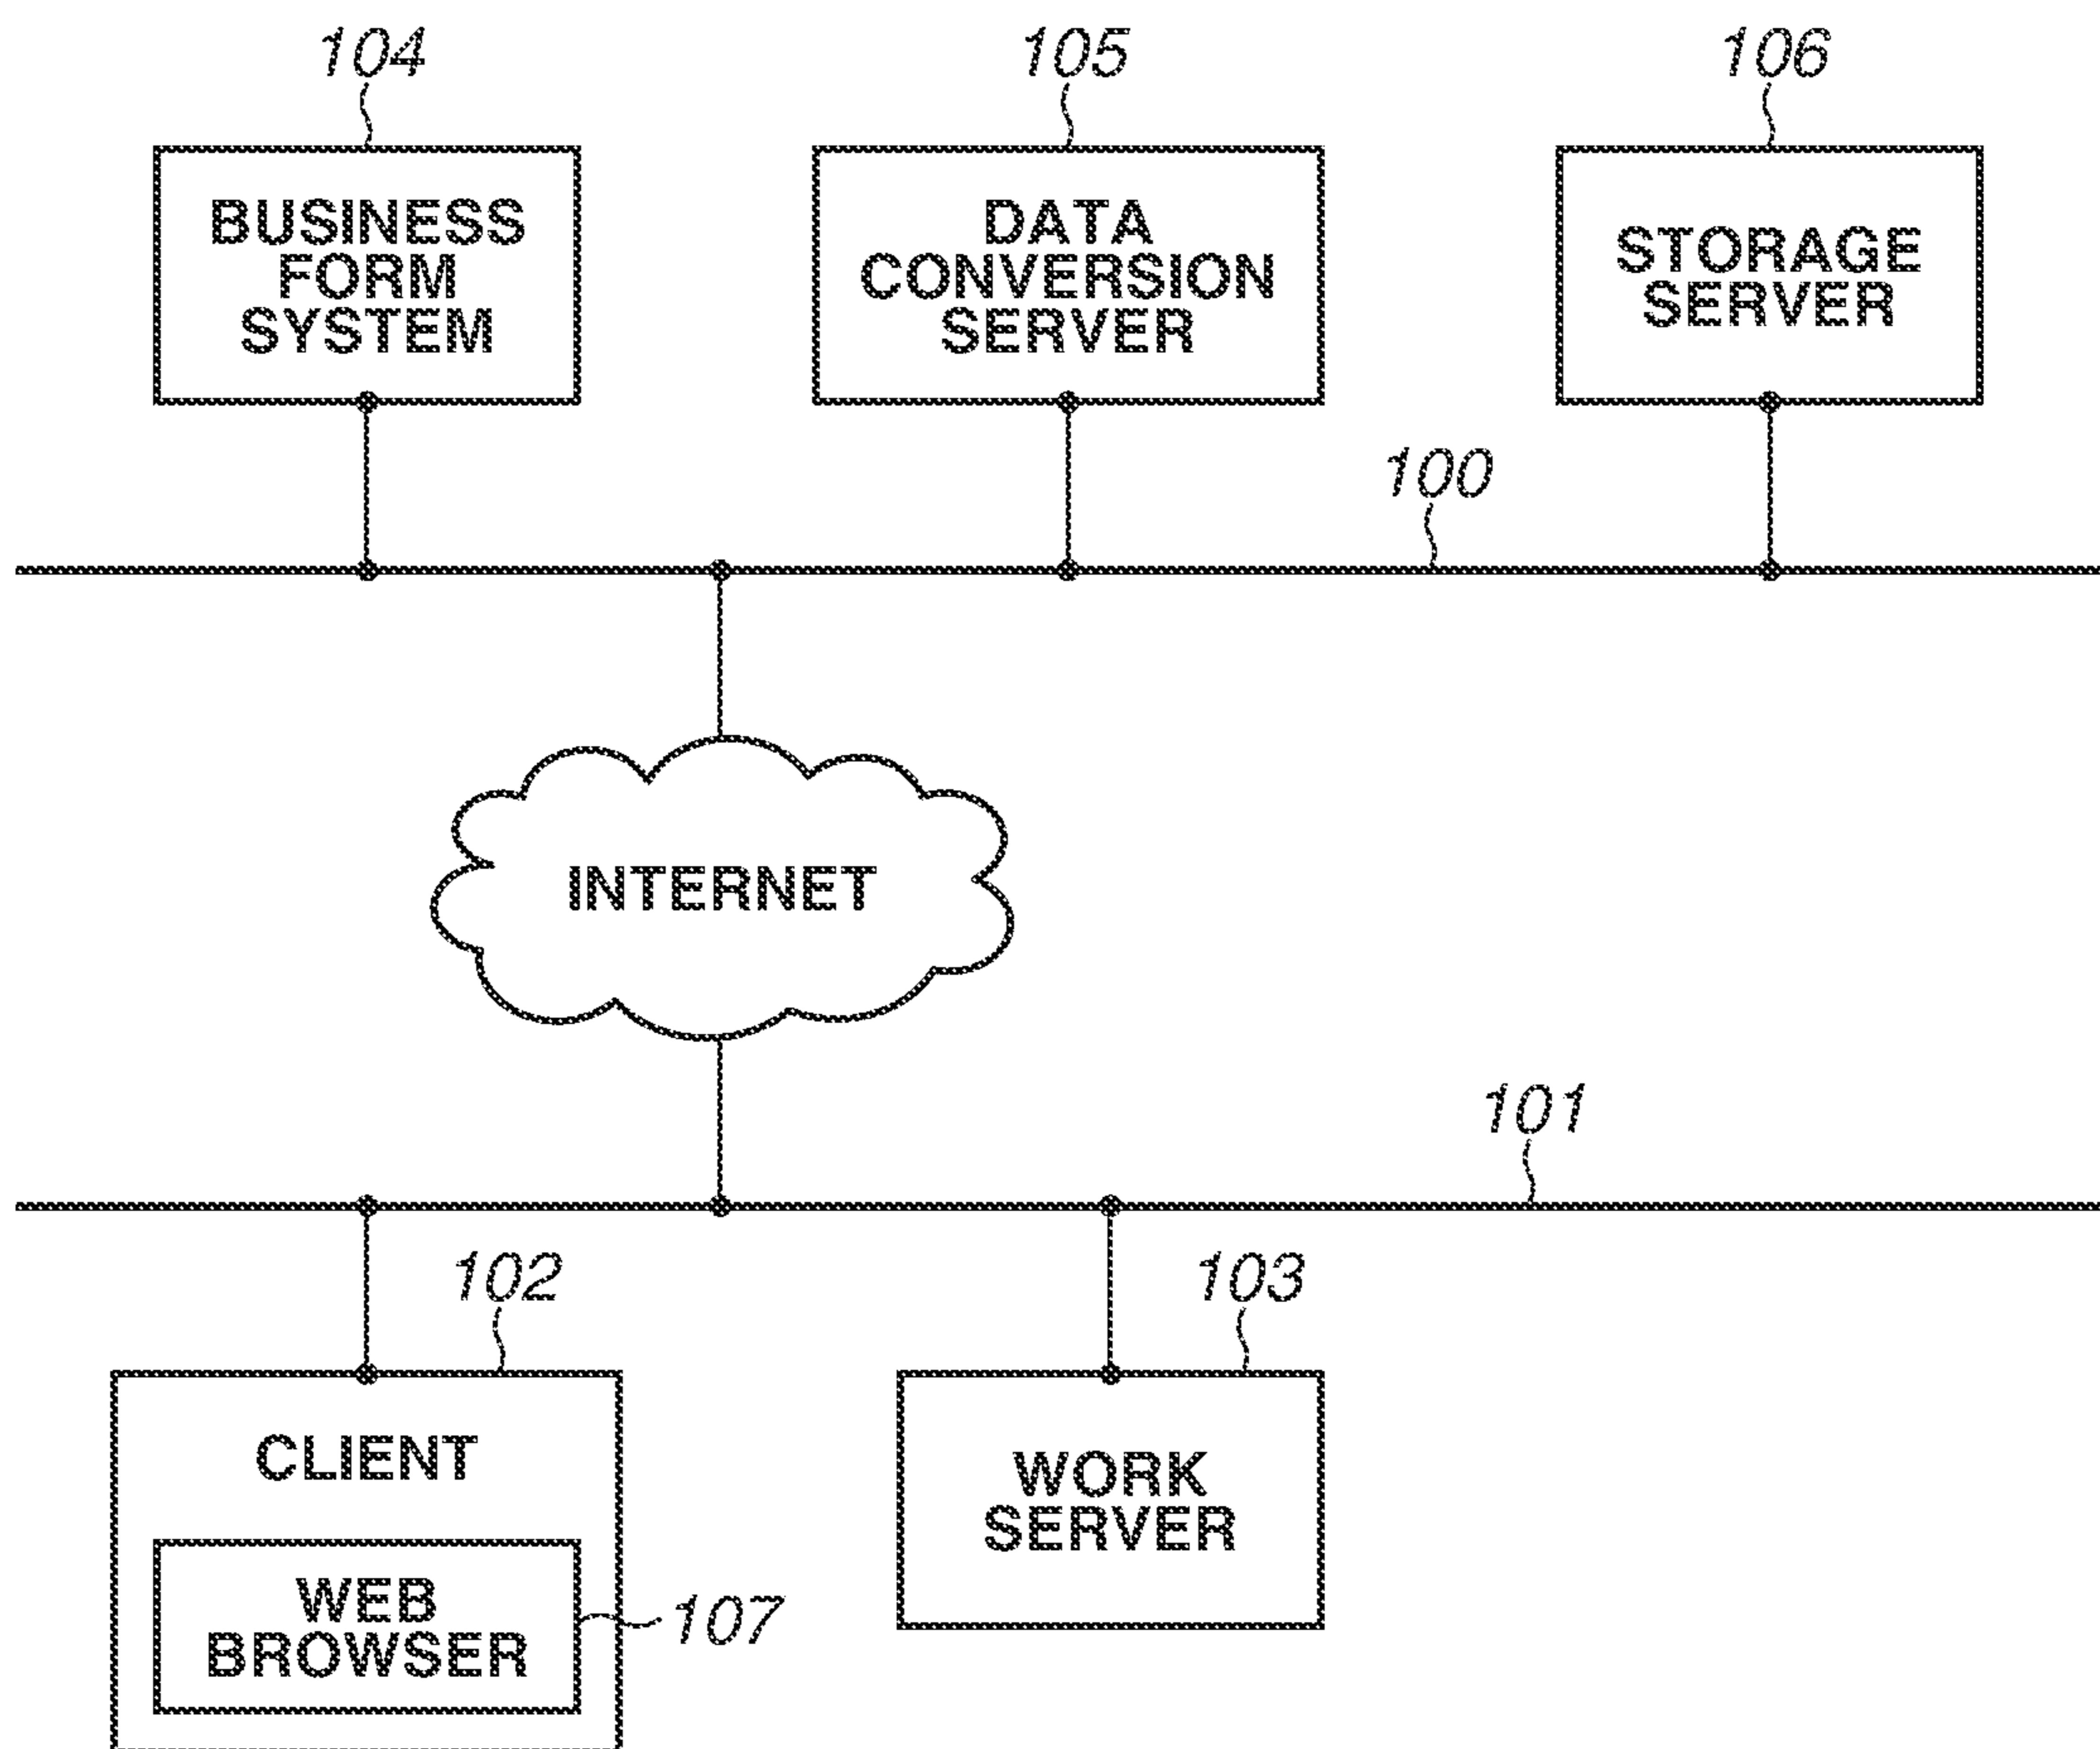 104
105
106
BUSINESS
FORM
SYSTEM
DATA
CONVERSION
SERVER
STORAGE
SERVER
100
INTERNET
101
102
103
CLIENT
WEB
BROWSER
107
WORK
SERVER